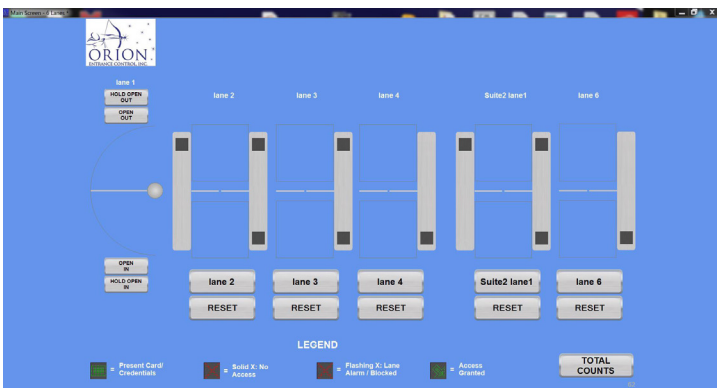 Main Screen - 6 Lanes
ORION
ENTRANCE CONTROL, INC.
lane 1
HOLD OPEN
OUT
OPEN
OUT
lane 2
lane 3
lane 4
Suite2 lane1
lane 6
OPEN
IN
HOLD OPEN
IN
lane 2
lane 3
lane 4
Suite2 lane1
lane 6
RESET
RESET
RESET
RESET
RESET
LEGEND
= Present Card/
Credentials
= Solid X: No
Access
= Flashing X: Lane
Alarm / Blocked
= Access
Granted
TOTAL
COUNTS